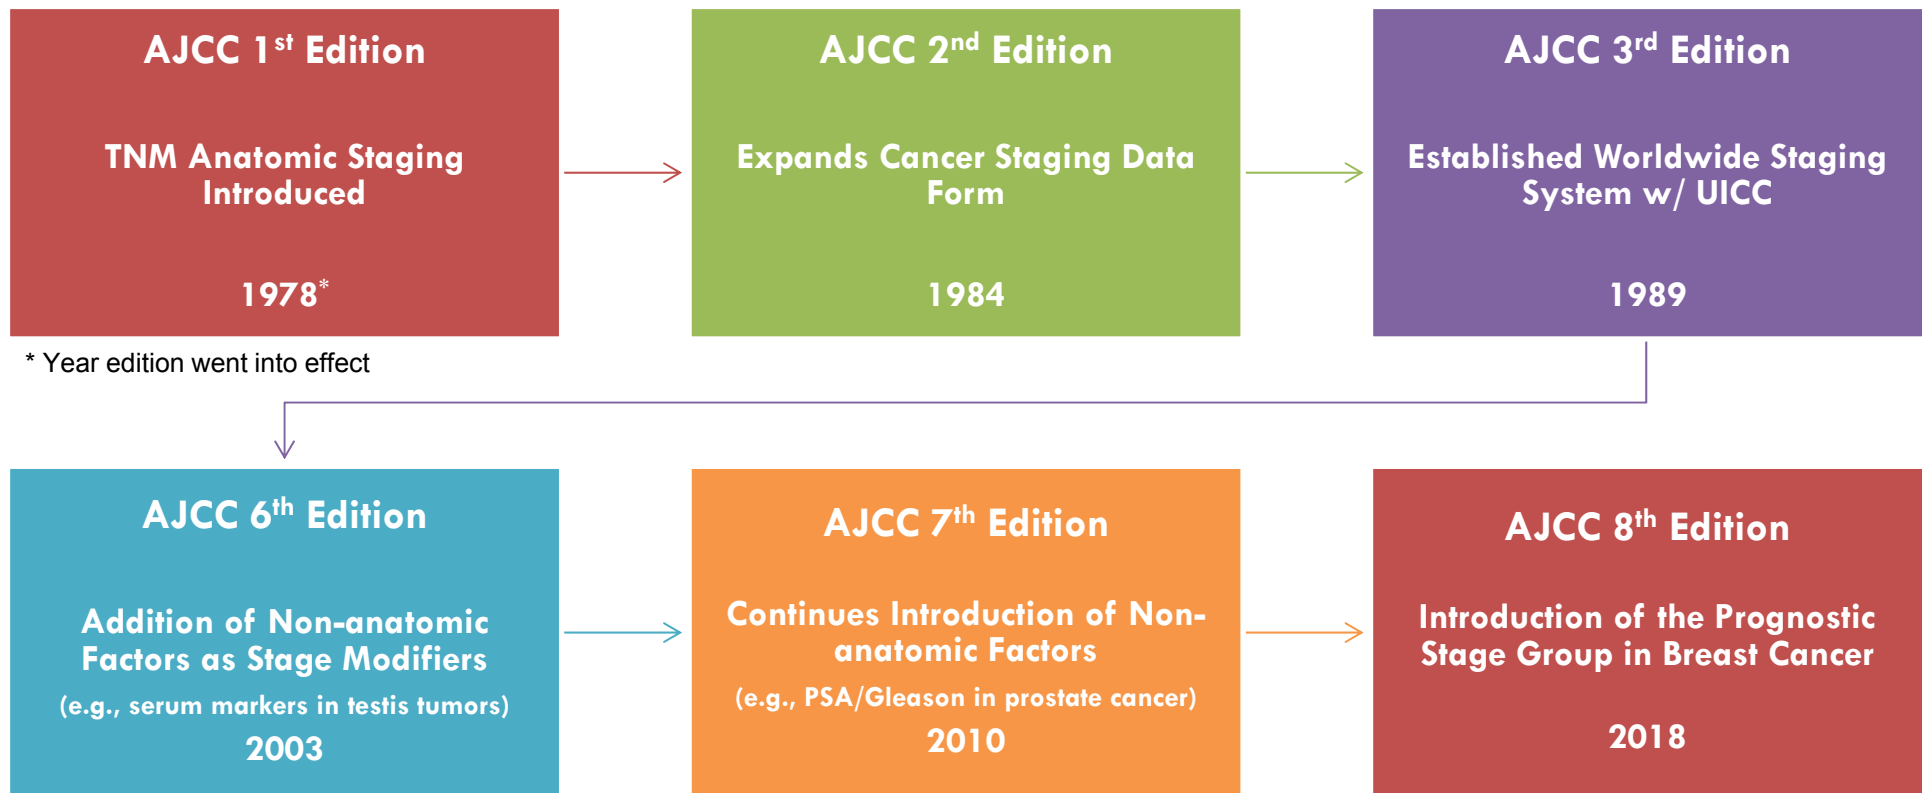 AJCC 1st Edition
TNM Anatomic Staging
Introduced
1978*
AJCC 2nd Edition
Expands Cancer Staging Data
Form
1984
AJCC 3rd Edition
Established Worldwide Staging
System w/ UICC
1989
* Year edition went into effect
AJCC 6th Edition
Addition of Non-anatomic
Factors as Stage Modifiers
(e.g., serum markers in testis tumors)
2003
AJCC 7th Edition
Continues Introduction of Non-
anatomic Factors
(e.g., PSA/Gleason in prostate cancer)
2010
AJCC 8th Edition
Introduction of the Prognostic
Stage Group in Breast Cancer
2018